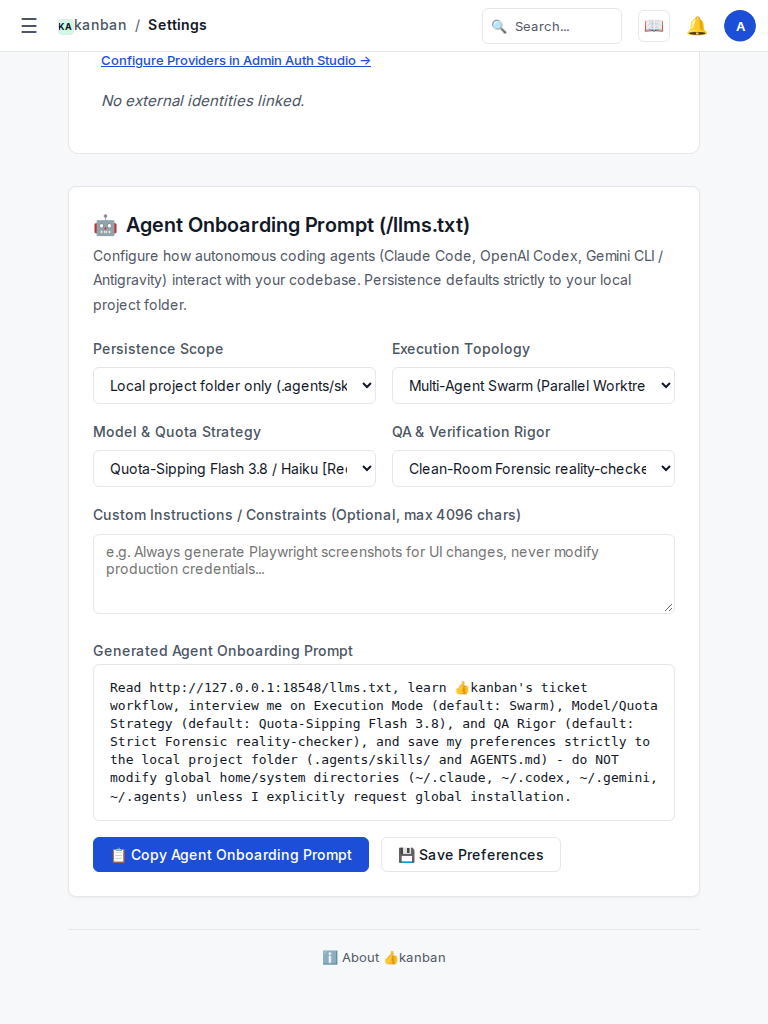 ☰ KA kanban / Settings
🔍 Search...
📖 🔔 A
Configure Providers in Admin Auth Studio →
No external identities linked.
🤖 Agent Onboarding Prompt (/llms.txt)
Configure how autonomous coding agents (Claude Code, OpenAI Codex, Gemini CLI /
Antigravity) interact with your codebase. Persistence defaults strictly to your local
project folder.
Persistence Scope
Local project folder only (.agents/sk
Execution Topology
Multi-Agent Swarm (Parallel Worktre
Model & Quota Strategy
Quota-Sipping Flash 3.8 / Haiku [Re
QA & Verification Rigor
Clean-Room Forensic reality-checke
Custom Instructions / Constraints (Optional, max 4096 chars)
e.g. Always generate Playwright screenshots for UI changes, never modify
production credentials...
Generated Agent Onboarding Prompt
Read http://127.0.0.1:18548/llms.txt, learn 👍kanban's ticket
workflow, interview me on Execution Mode (default: Swarm), Model/Quota
Strategy (default: Quota-Sipping Flash 3.8), and QA Rigor (default:
Strict Forensic reality-checker), and save my preferences strictly to
the local project folder (.agents/skills/ and AGENTS.md) - do NOT
modify global home/system directories (~/.claude, ~/.codex, ~/.gemini,
~/.agents) unless I explicitly request global installation.
📋 Copy Agent Onboarding Prompt
💾 Save Preferences
ℹ️ About 👍kanban